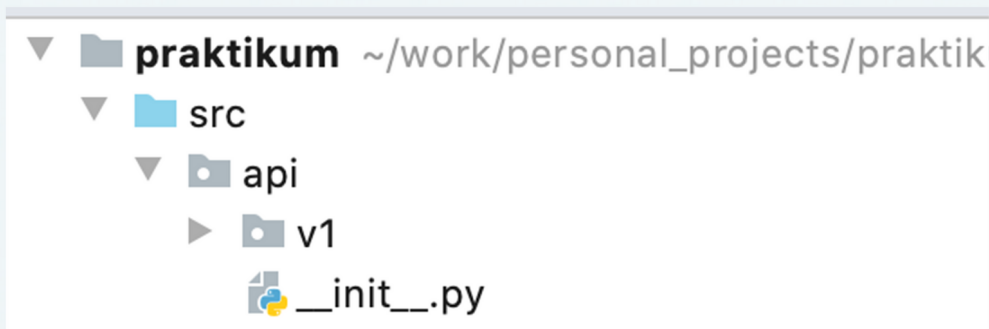 praktikum ~/work/personal_projects/praktik
src
api
v1
__init__.py